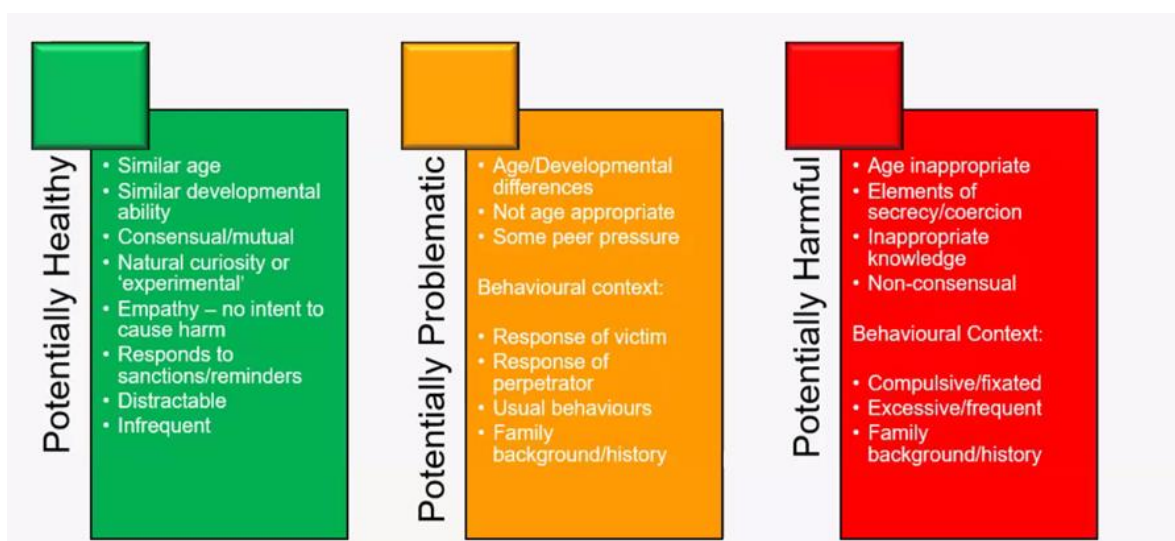 Potentially Healthy
• Similar age
• Similar developmental
ability
• Consensual/mutual
• Natural curiosity or
‘experimental’
• Empathy – no intent to
cause harm
• Responds to
sanctions/reminders
• Distractable
• Infrequent
Potentially Problematic
• Age/Developmental
differences
• Not age appropriate
• Some peer pressure
Behavioural context:
• Response of victim
• Response of
perpetrator
• Usual behaviours
• Family
background/history
Potentially Harmful
• Age inappropriate
• Elements of
secrecy/coercion
• Inappropriate
knowledge
• Non-consensual
Behavioural Context:
• Compulsive/fixated
• Excessive/frequent
• Family
background/history